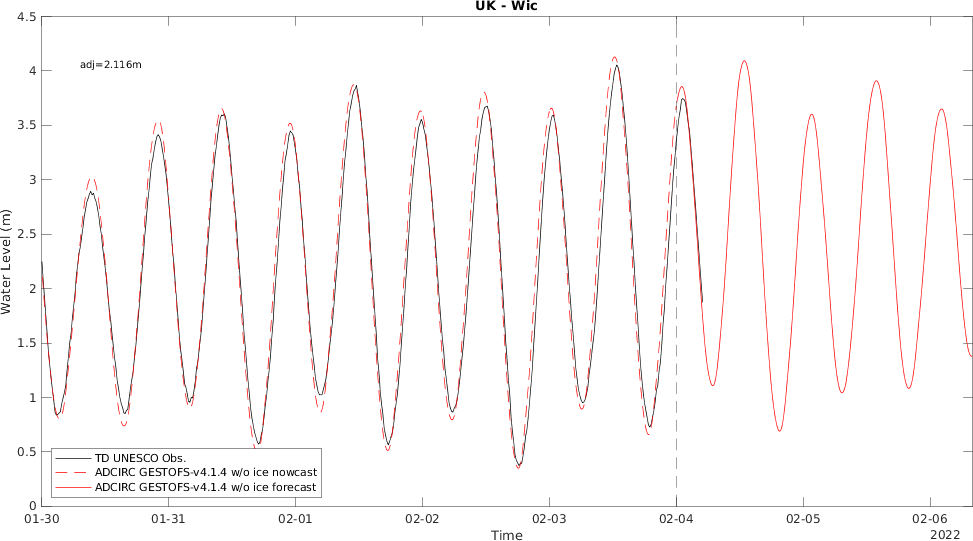 UK - Wic
4.5
4
3.5
3
2.5
2
1.5
1
0.5
0
Water Level (m)
adj=2.116m
TD UNESCO Obs.
ADCIRC GESTOFS-v4.1.4 w/o ice nowcast
ADCIRC GESTOFS-v4.1.4 w/o ice forecast
01-30 01-31 02-01 02-02 02-03 02-04 02-05 02-06
Time
2022